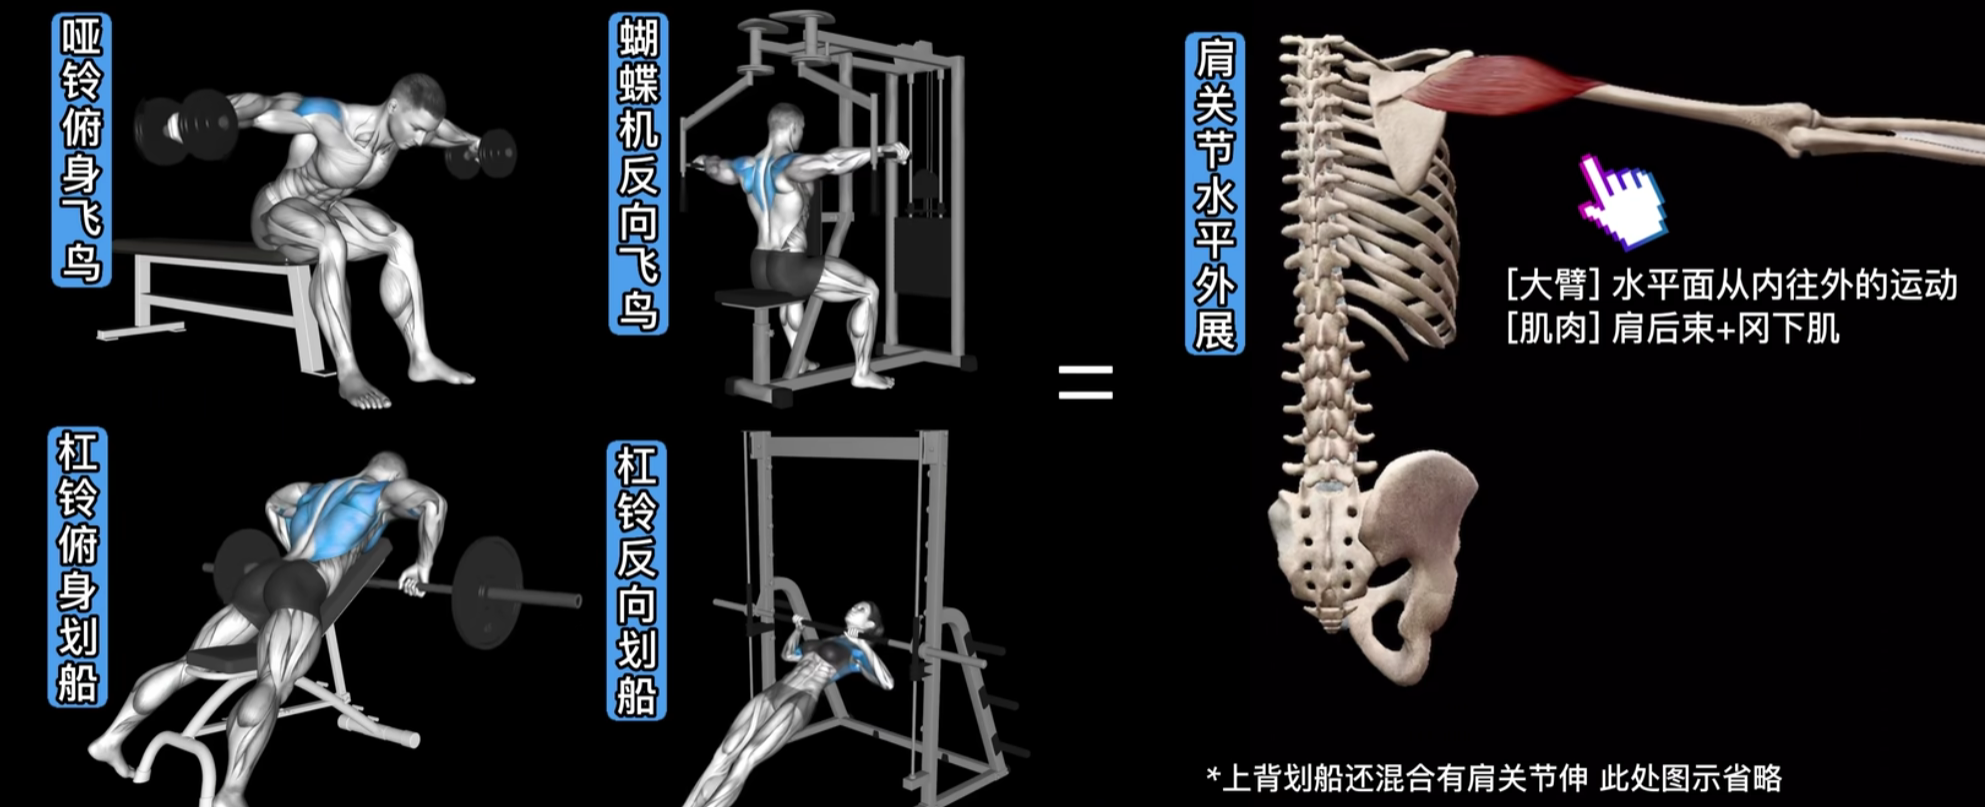 哑铃俯身飞鸟
蝴蝶机反向飞鸟
杠铃俯身划船
杠铃反向划船
=
肩关节水平外展
[大臂] 水平面从内往外的运动
[肌肉] 肩后束+冈下肌
*上背划船还混合有肩关节伸 此处图示省略